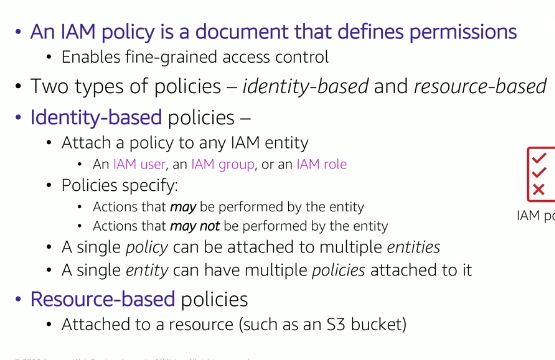 • An IAM policy is a document that defines permissions
• Enables fine-grained access control
• Two types of policies – identity-based and resource-based
• Identity-based policies –
• Attach a policy to any IAM entity
• An IAM user, an IAM group, or an IAM role
• Policies specify:
• Actions that may be performed by the entity
• Actions that may not be performed by the entity
• A single policy can be attached to multiple entities
• A single entity can have multiple policies attached to it
IAM po
• Resource-based policies
• Attached to a resource (such as an S3 bucket)